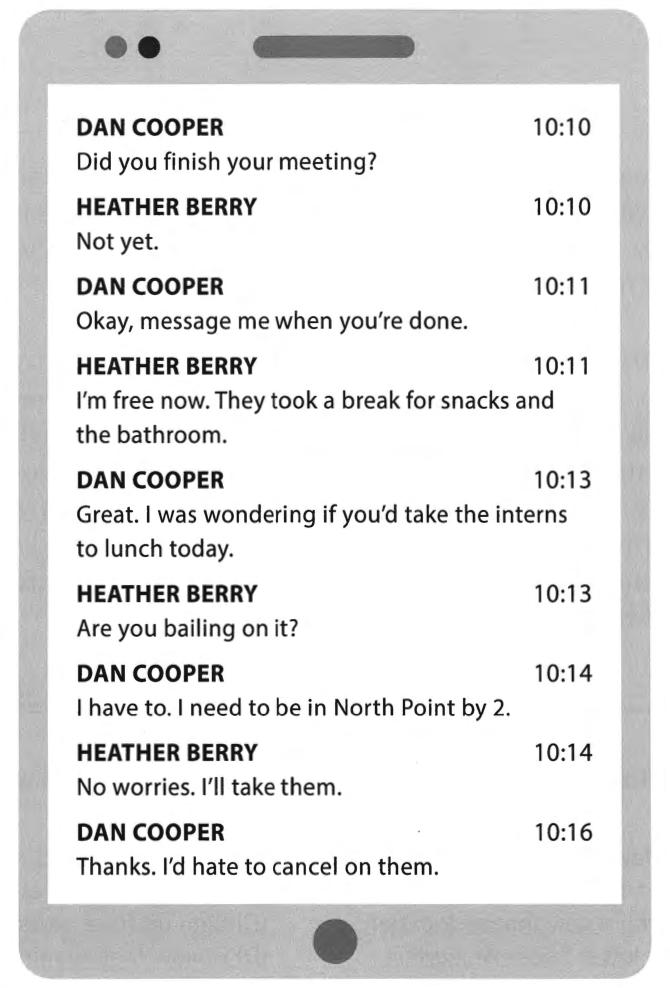 DAN COOPER 10:10
Did you finish your meeting?
HEATHER BERRY 10:10
Not yet.
DAN COOPER 10:11
Okay, message me when you're done.
HEATHER BERRY 10:11
I'm free now. They took a break for snacks and
the bathroom.
DAN COOPER 10:13
Great. I was wondering if you'd take the interns
to lunch today.
HEATHER BERRY 10:13
Are you bailing on it?
DAN COOPER 10:14
I have to. I need to be in North Point by 2.
HEATHER BERRY 10:14
No worries. I'll take them.
DAN COOPER 10:16
Thanks. I'd hate to cancel on them.